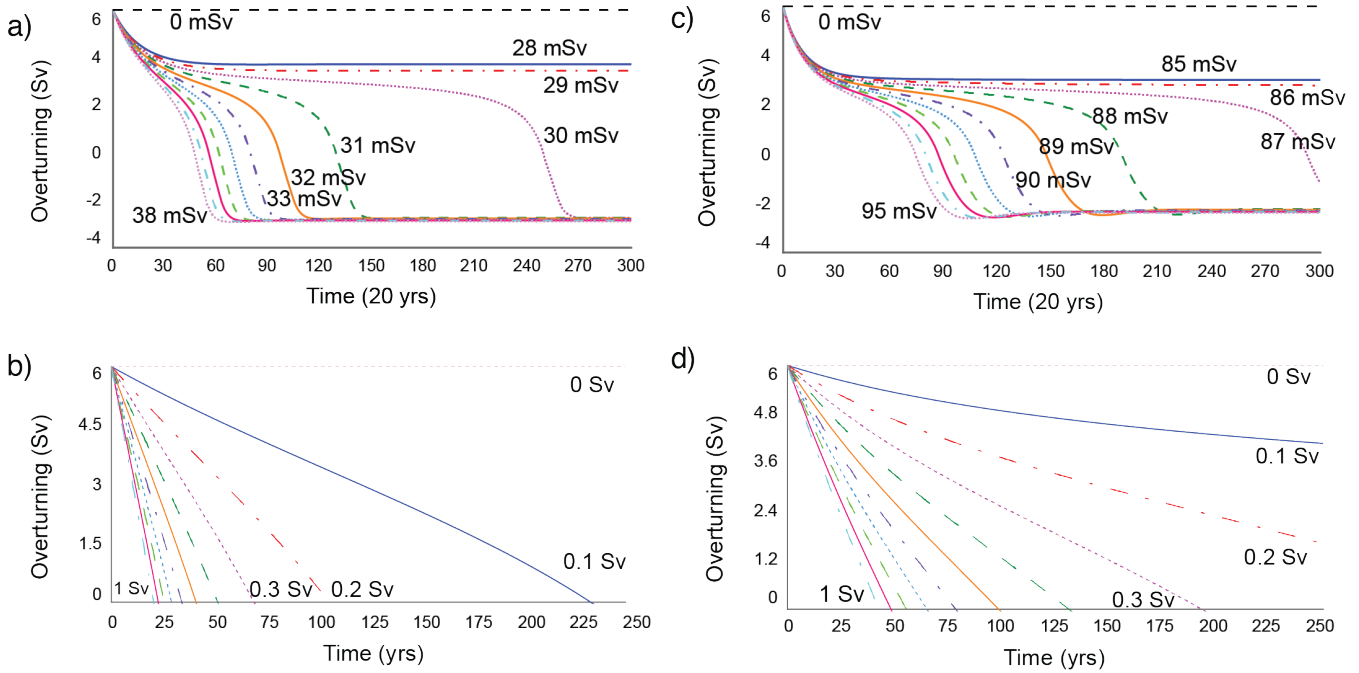 a)
Overturning (Sv)
6
4
2
0
-2
-4
0 mSv
28 mSv
29 mSv
30 mSv
31 mSv
32 mSv
33 mSv
38 mSv
0 30 60 90 120 150 180 210 240 270 300
Time (20 yrs)
c)
Overturning (Sv)
6
4
2
0
-2
-4
0 mSv
85 mSv
86 mSv
87 mSv
88 mSv
89 mSv
90 mSv
95 mSv
0 30 60 90 120 150 180 210 240 270 300
Time (20 yrs)
b)
Overturning (Sv)
6
4.5
3
1.5
0
0 Sv
0.1 Sv
0.2 Sv
0.3 Sv
1 Sv
0 25 50 75 100 125 150 175 200 225 250
Time (yrs)
d)
Overturning (Sv)
6
4.8
3.6
2.4
1.2
0
0 Sv
0.1 Sv
0.2 Sv
0.3 Sv
1 Sv
0 25 50 75 100 125 150 175 200 225 250
Time (yrs)